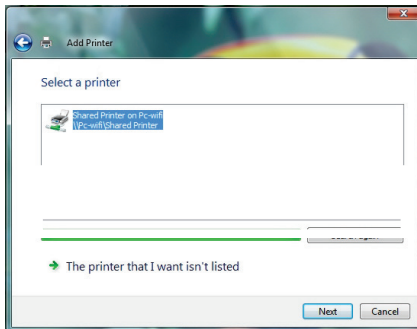 Add Printer
Select a printer
Shared Printer on Pc-wifi
\\Pc-wifi\Shared Printer
The printer that I want isn't listed
Next
Cancel